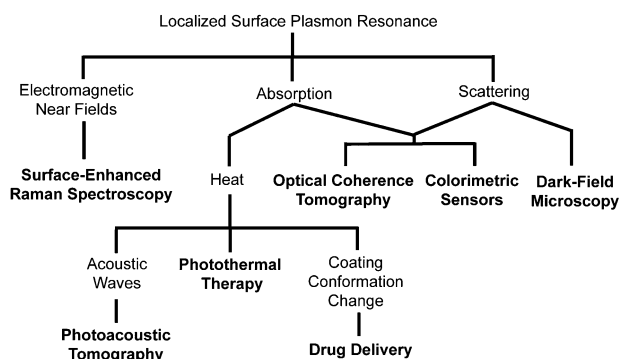 Localized Surface Plasmon Resonance
Electromagnetic
Near Fields
Absorption
Scattering
Surface-Enhanced
Raman Spectroscopy
Heat
Optical Coherence
Tomography
Colorimetric
Sensors
Dark-Field
Microscopy
Acoustic
Waves
Photothermal
Therapy
Coating
Conformation
Change
Photoacoustic
Tomography
Drug Delivery